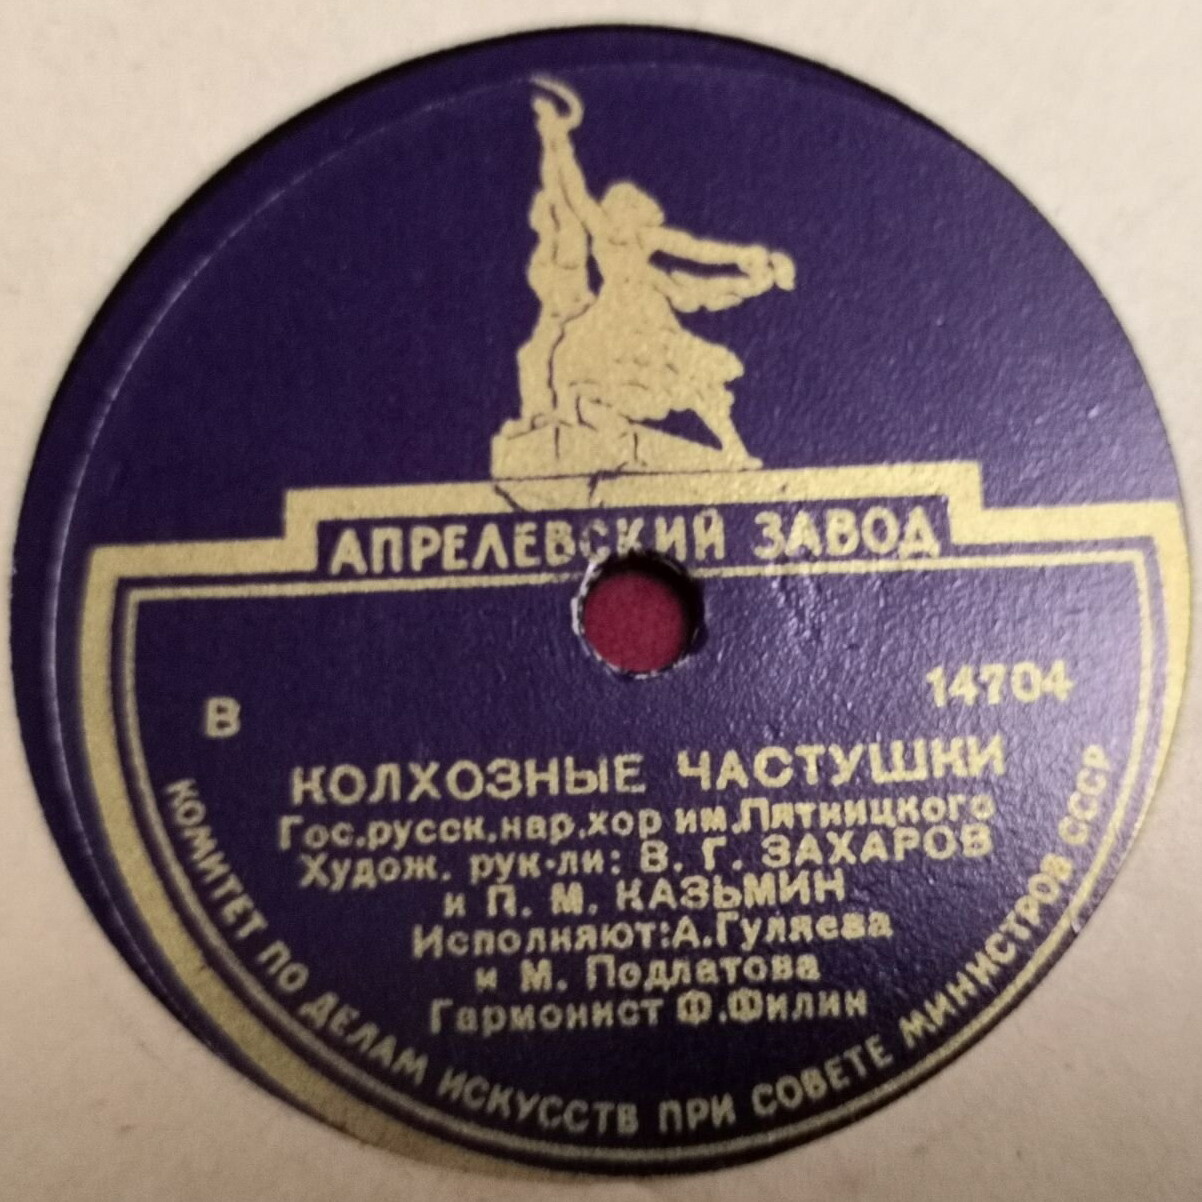 АПРЕЛЕВСКИЙ ЗАВОД
В
14704
КОЛХОЗНЫЕ ЧАСТУШКИ
Гос.русск.нар.хор им.Пятницкого
Худож. рук-ли: В. Г. ЗАХАРОВ
и П. М. КАЗЬМИН
Исполняют:А.Гуляева
и М. Подлатова
Гармонист Ф.Филин
КОМИТЕТ ПО ДЕЛАМ ИСКУССТВ ПРИ СОВЕТЕ МИНИСТРОВ СССР